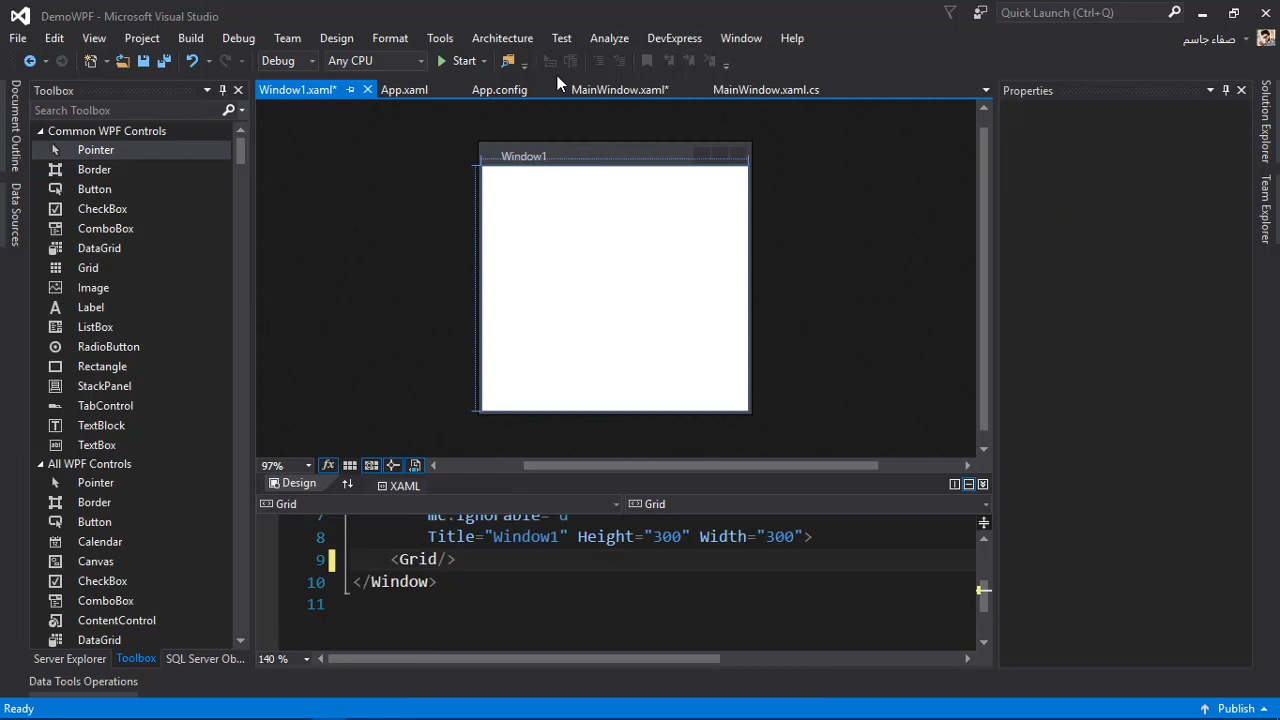 DemoWPF - Microsoft Visual Studio
Quick Launch (Ctrl+Q)
File Edit View Project Build Debug Team Design Format Tools Architecture Test Analyze DevExpress Window Help
صفاء جاسم
Debug Any CPU Start
Document Outline
Data Sources
Toolbox
Search Toolbox
Common WPF Controls
Pointer
Border
Button
CheckBox
ComboBox
DataGrid
Grid
Image
Label
ListBox
RadioButton
Rectangle
StackPanel
TabControl
TextBlock
TextBox
All WPF Controls
Pointer
Border
Button
Calendar
Canvas
CheckBox
ComboBox
ContentControl
DataGrid
Server Explorer Toolbox SQL Server Ob...
Data Tools Operations
Window1.xaml* App.xaml App.config MainWindow.xaml* MainWindow.xaml.cs
Window1
97%
Design XAML
Grid Grid
7 mc:Ignorable="d"
8 Title="Window1" Height="300" Width="300">
9 <Grid/>
10 </Window>
11
140 %
Properties
Solution Explorer
Team Explorer
Ready
Publish